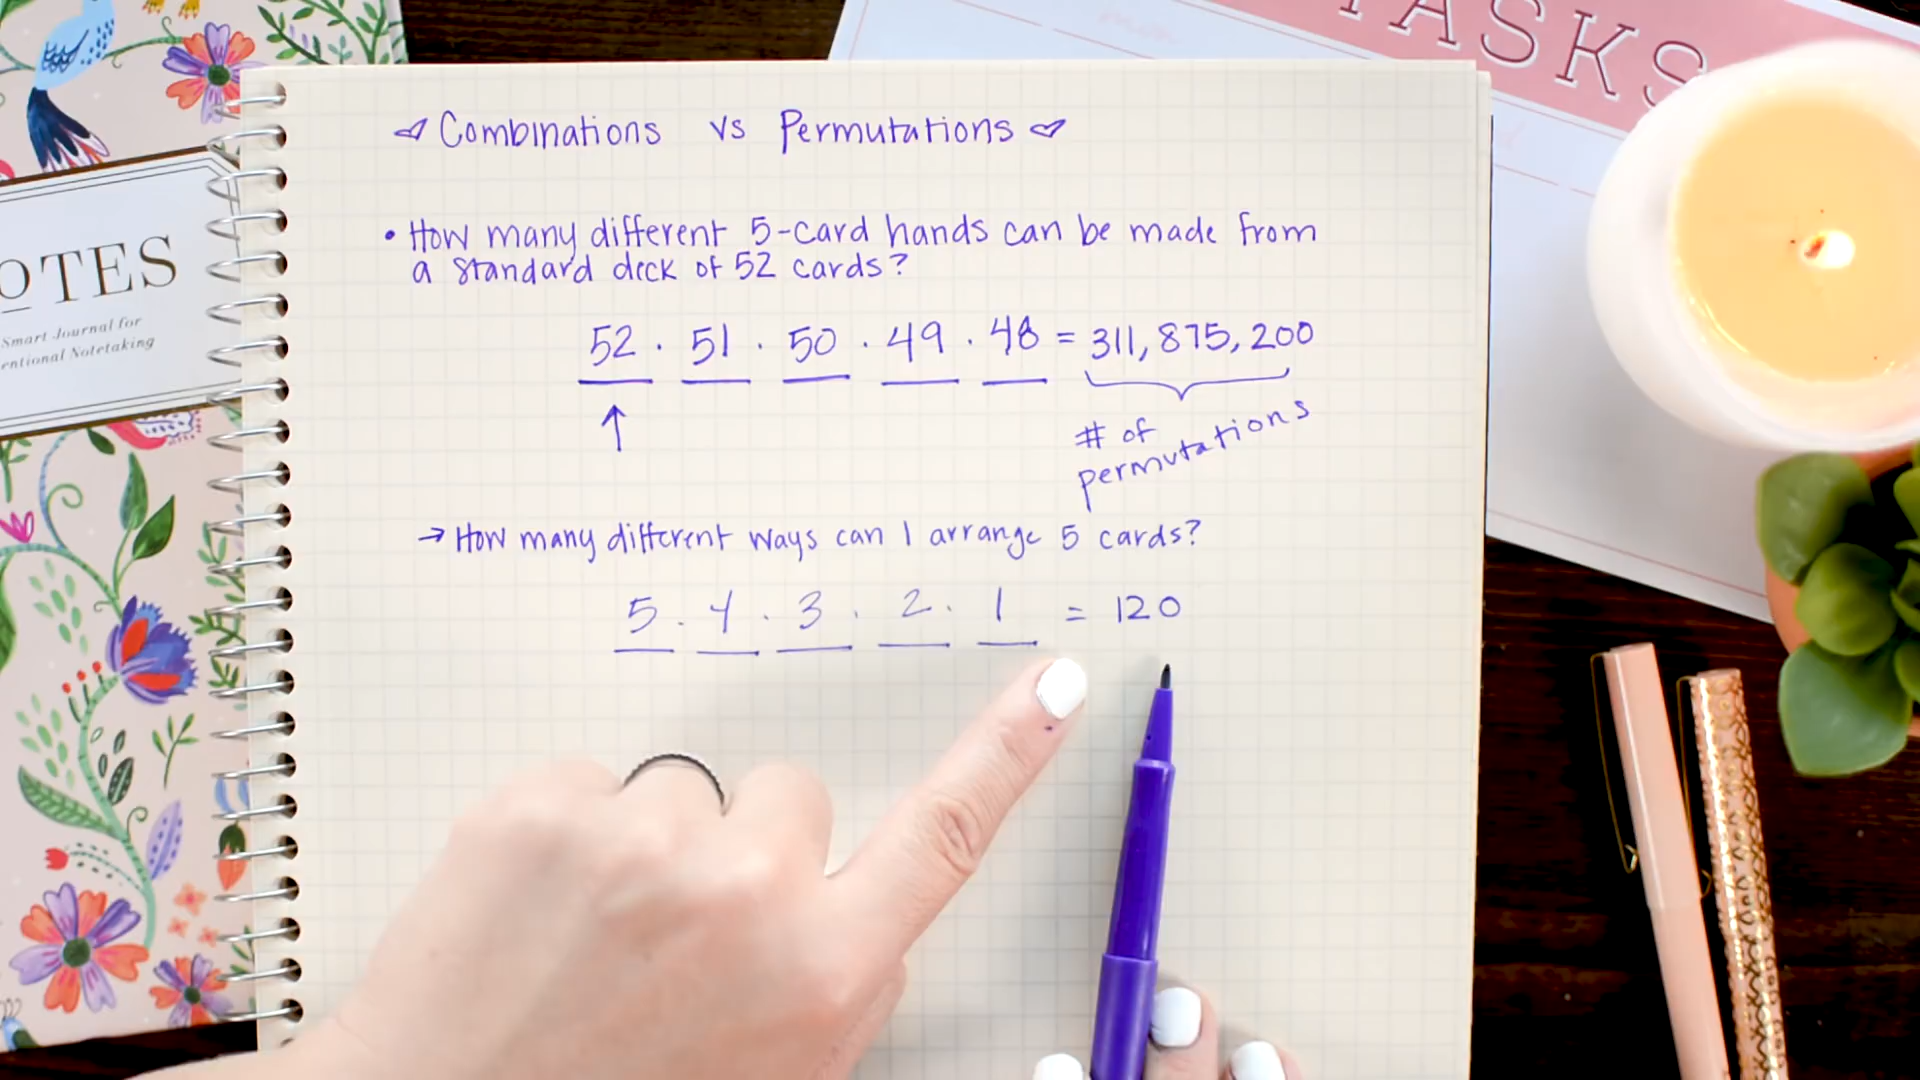 TASKS
OTES
Smart Journal for
entional Notetaking
Combinations vs Permutations
• How many different 5-card hands can be made from
a standard deck of 52 cards?
52 . 51 . 50 . 49 . 48 = 311,875,200
↑
# of
permutations
→ How many different ways can I arrange 5 cards?
5 . 4 . 3 . 2 . 1 = 120